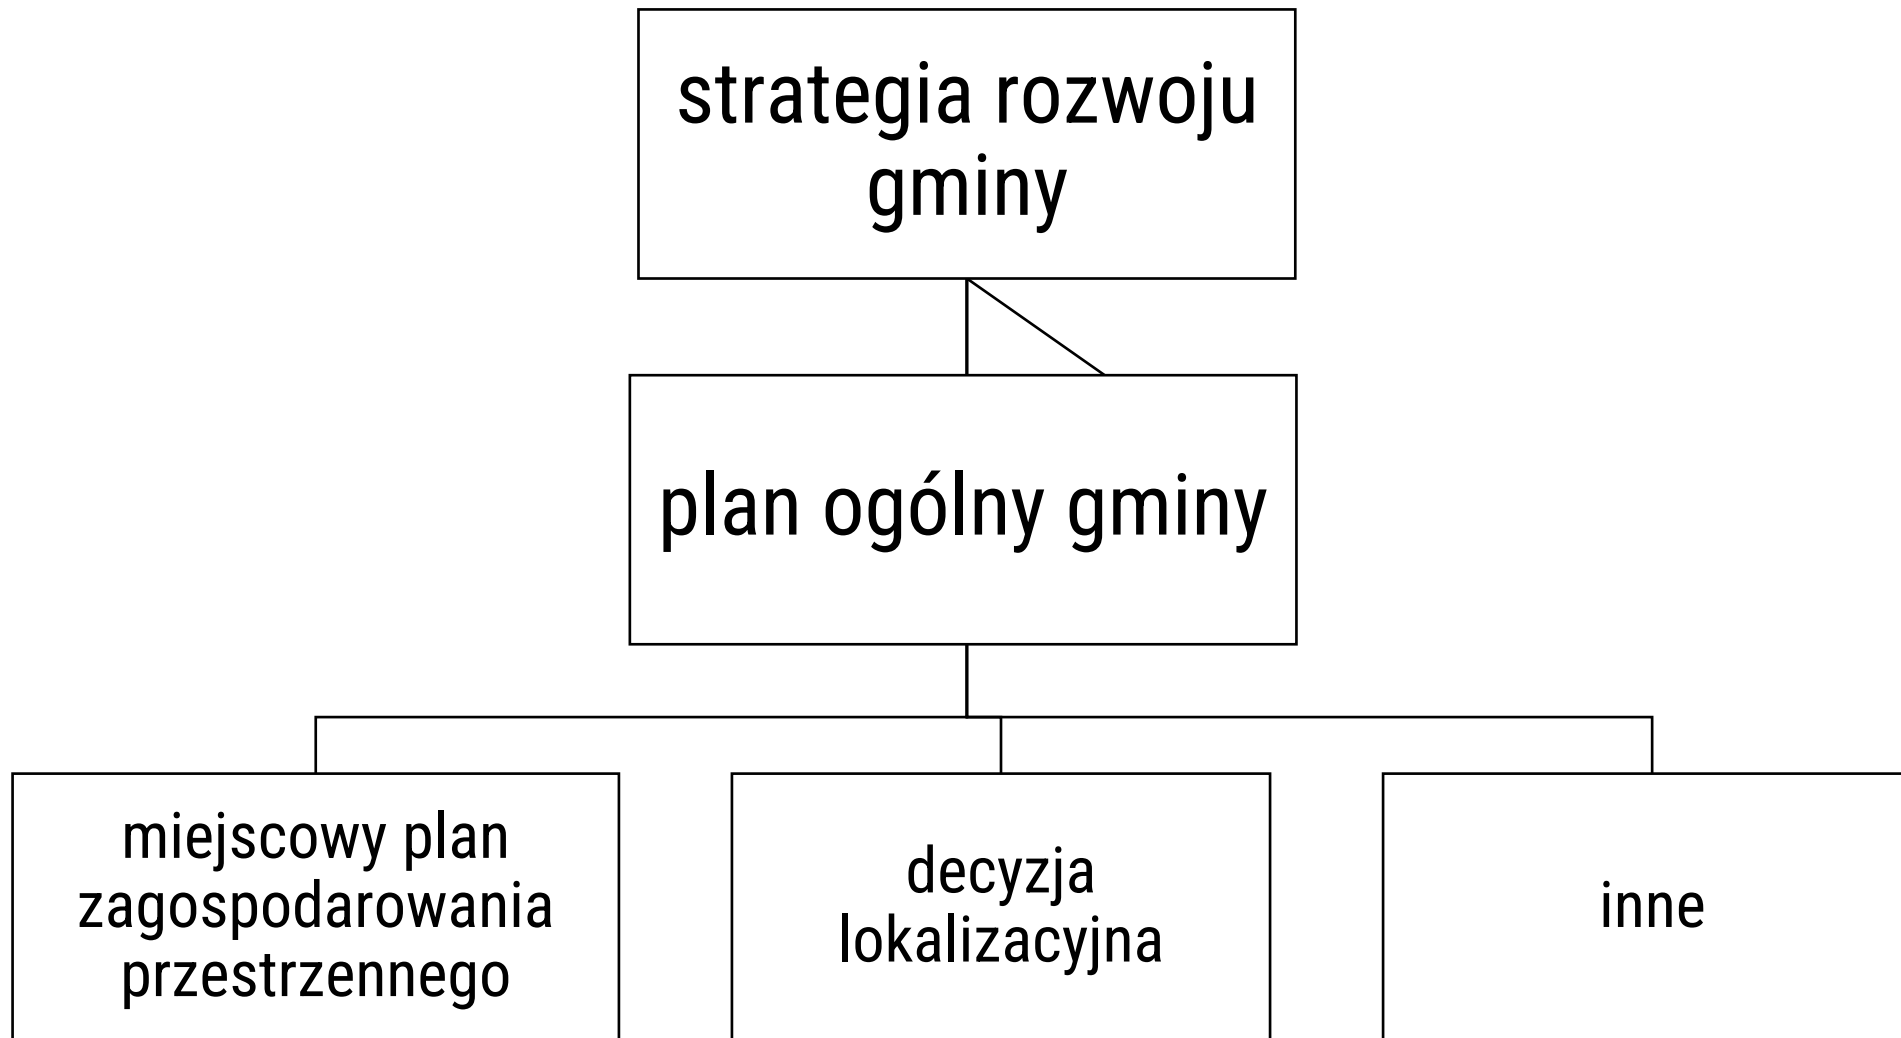 strategia rozwoju
gminy
plan ogólny gminy
miejscowy plan
zagospodarowania
przestrzennego
decyzja
lokalizacyjna
inne